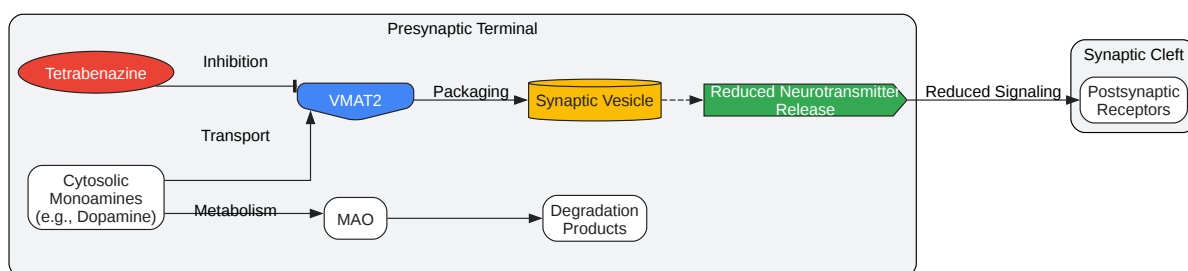 Presynaptic Terminal
Tetrabenazine
Inhibition
VMAT2
Packaging
Synaptic Vesicle
Reduced Neurotransmitter
Release
Reduced Signaling
Synaptic Cleft
Postsynaptic
Receptors
Transport
Cytosolic
Monoamines
(e.g., Dopamine)
Metabolism
MAO
Degradation
Products